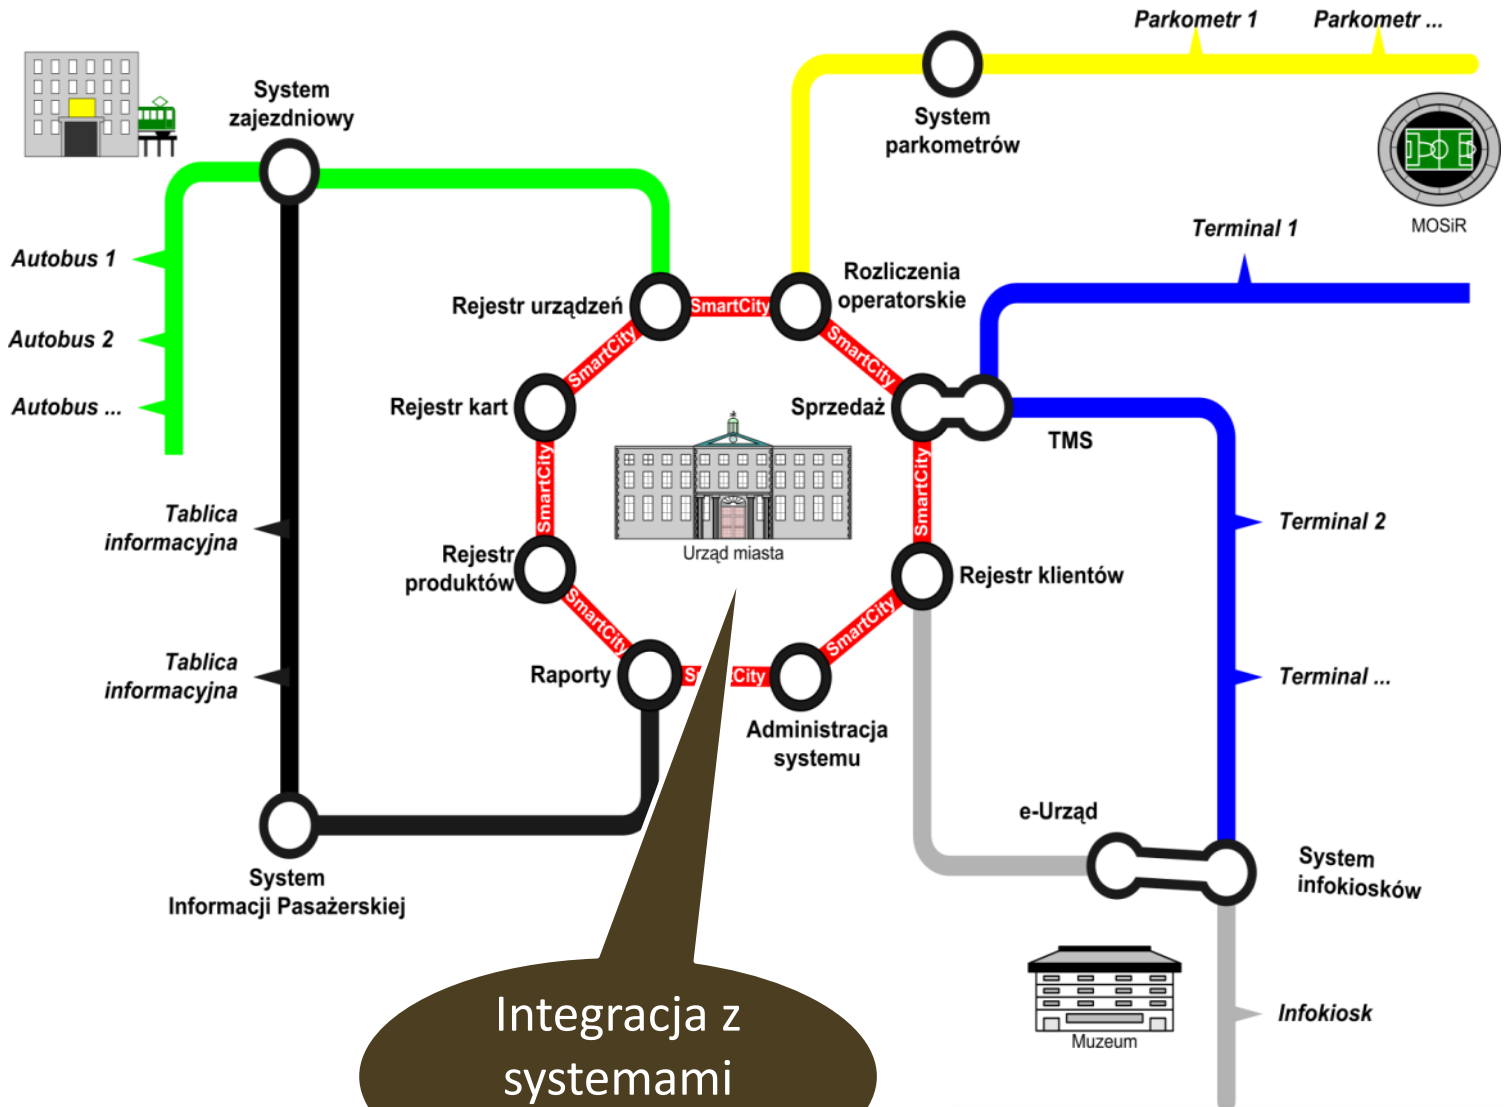 Parkometr 1
Parkometr ...
System
zajezdniowy
System
parkometrów
MOSiR
Terminal 1
Autobus 1
Rozliczenia
operatorskie
Rejestr urządzeń
SmartCity
Autobus 2
SmartCity
SmartCity
Autobus ...
Rejestr kart
Sprzedaż
TMS
SmartCity
SmartCity
Tablica
informacyjna
Terminal 2
Urząd miasta
Rejestr
produktów
Rejestr klientów
SmartCity
SmartCity
Tablica
informacyjna
Raporty
City
Terminal ...
Administracja
systemu
e-Urząd
System
infokiosków
System
Informacji Pasażerskiej
Integracja z
systemami
Infokiosk
Muzeum